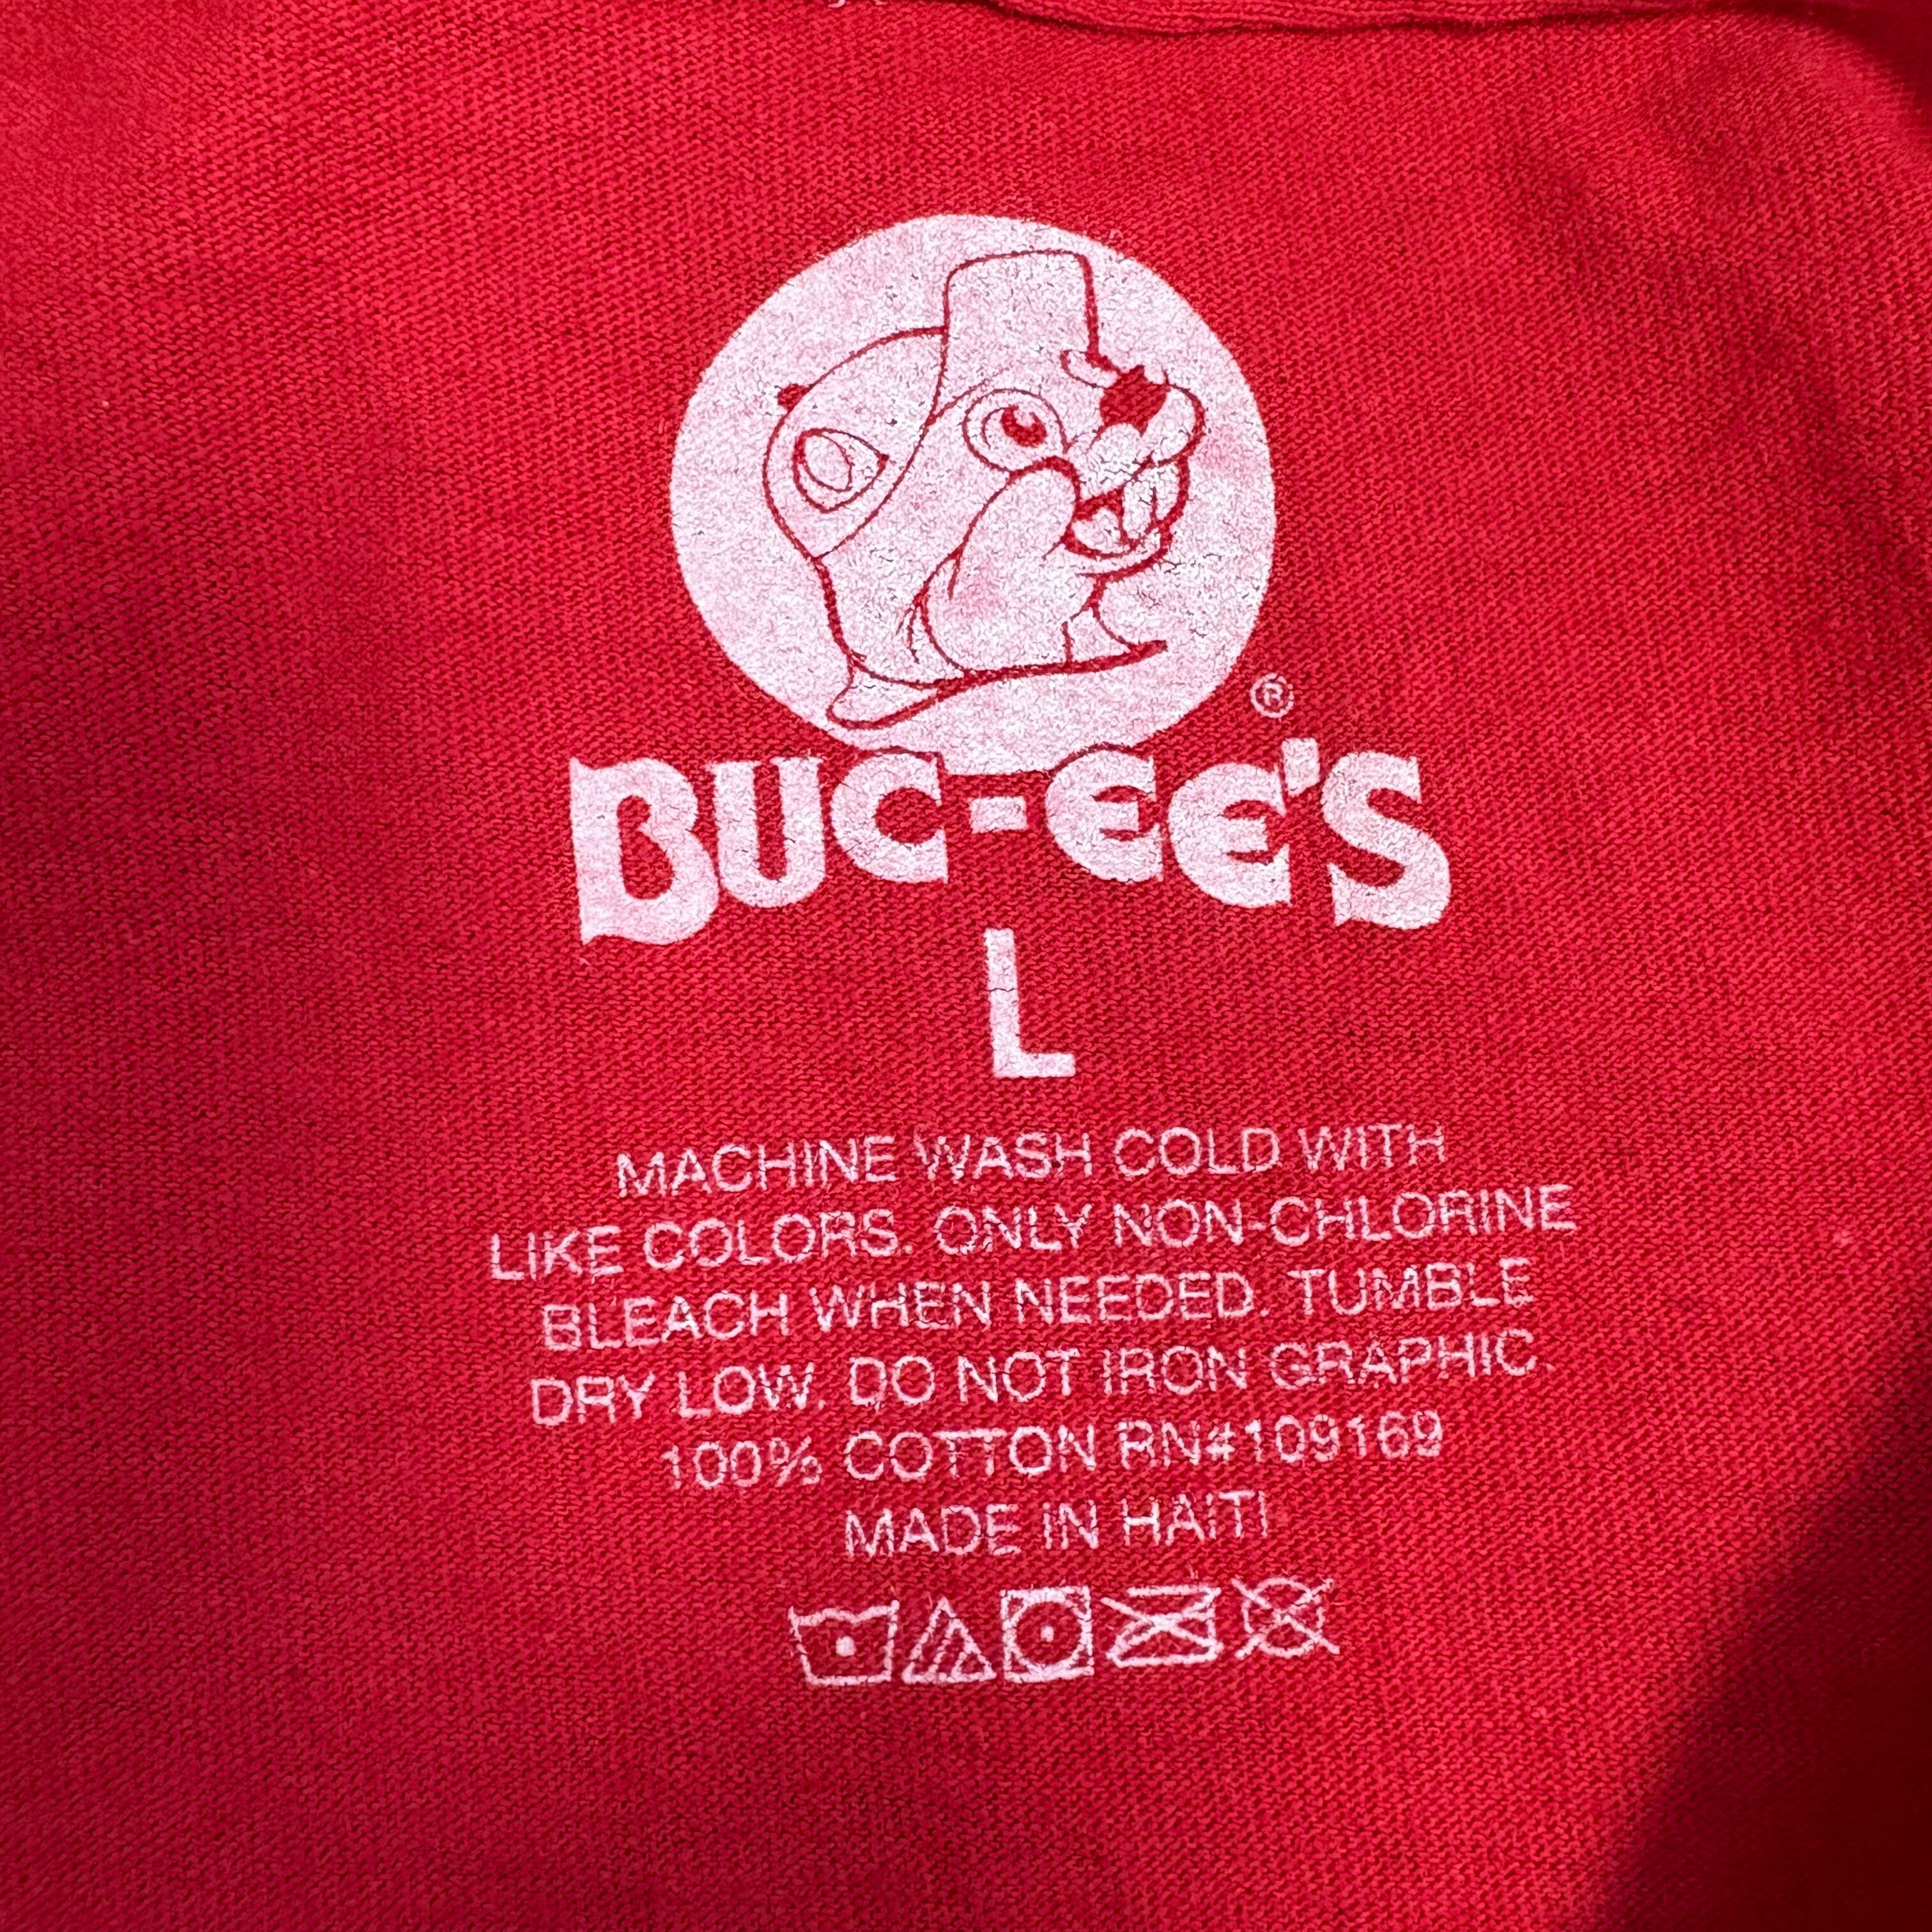 ®
BUC-EE'S
L
MACHINE WASH COLD WITH
LIKE COLORS. ONLY NON-CHLORINE
BLEACH WHEN NEEDED. TUMBLE
DRY LOW. DO NOT IRON GRAPHIC.
100% COTTON RN#109169
MADE IN HAITI